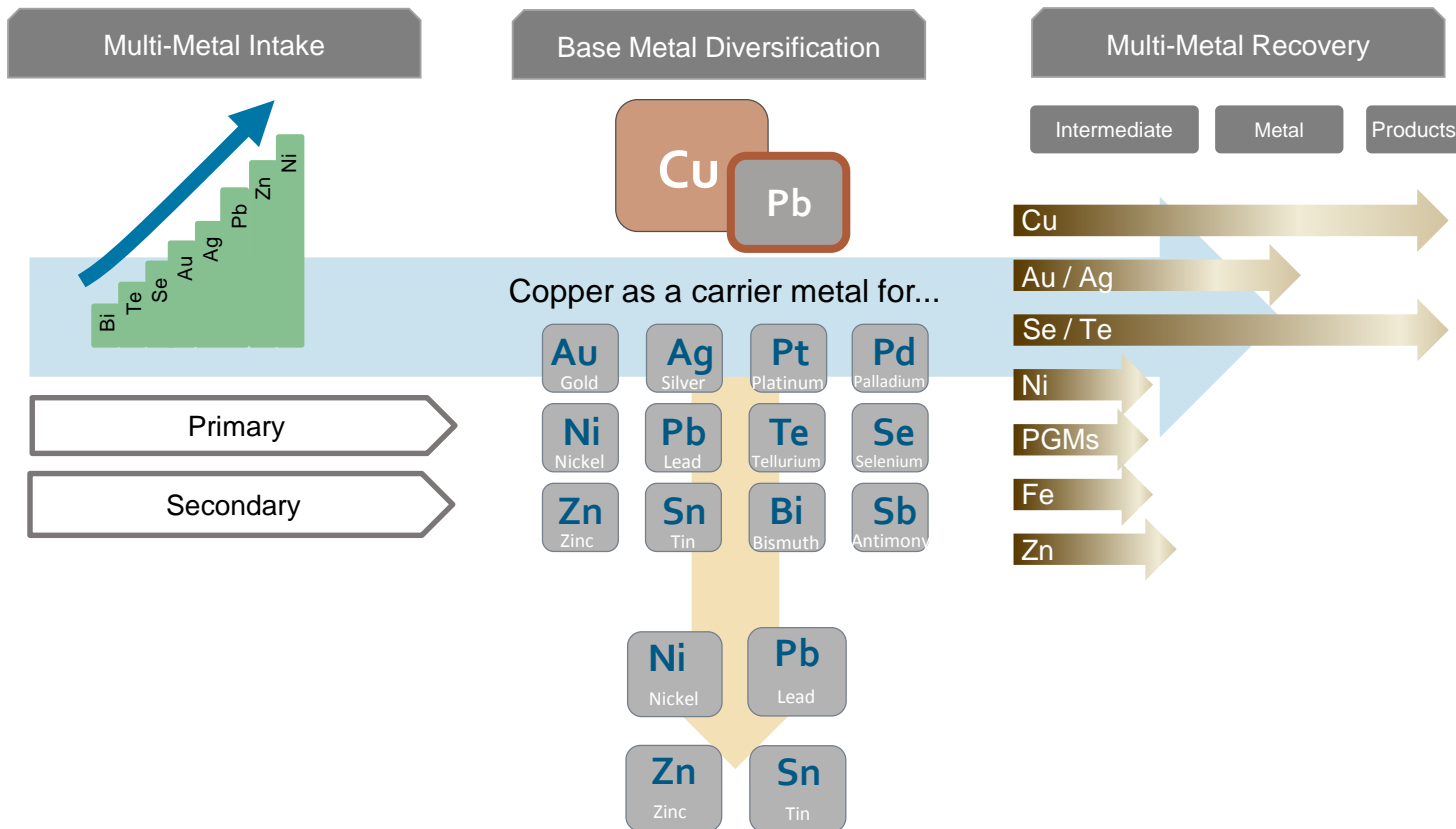 Multi-Metal Intake
Base Metal Diversification
Multi-Metal Recovery
Bi
Te
Se
Au
Ag
Pb
Zn
Ni
Primary
Secondary
Cu
Pb
Copper as a carrier metal for...
Au Ag Pt Pd
Gold Silver Platinum Palladium
Ni Pb Te Se
Nickel Lead Tellurium Selenium
Zn Sn Bi Sb
Zinc Tin Bismuth Antimony
Ni Pb
Nickel Lead
Zn Sn
Zinc Tin
Intermediate Metal Products
Cu
Au / Ag
Se / Te
Ni
PGMs
Fe
Zn